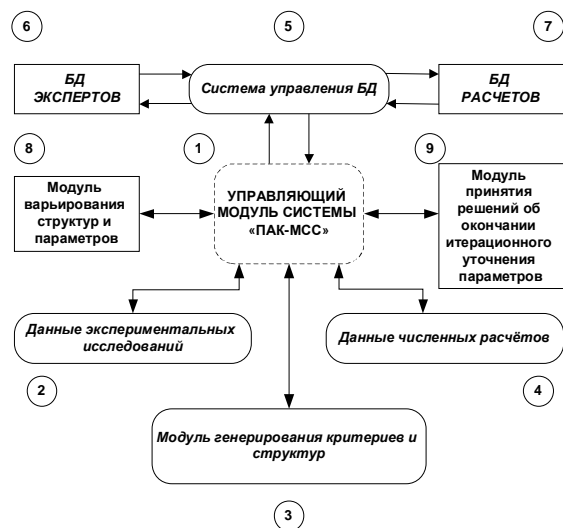 6
5
7
БД
ЭКСПЕРТОВ
Система управления БД
БД
РАСЧЕТОВ
8
1
9
Модуль
варьирования
структур и
параметров
УПРАВЛЯЮЩИЙ
МОДУЛЬ СИСТЕМЫ
«ПАК-МСС»
Модуль
принятия
решений об
окончании
итерационного
уточнения
параметров
Данные экспериментальных
исследований
Данные численных расчётов
2
4
Модуль генерирования критериев и
структур
3